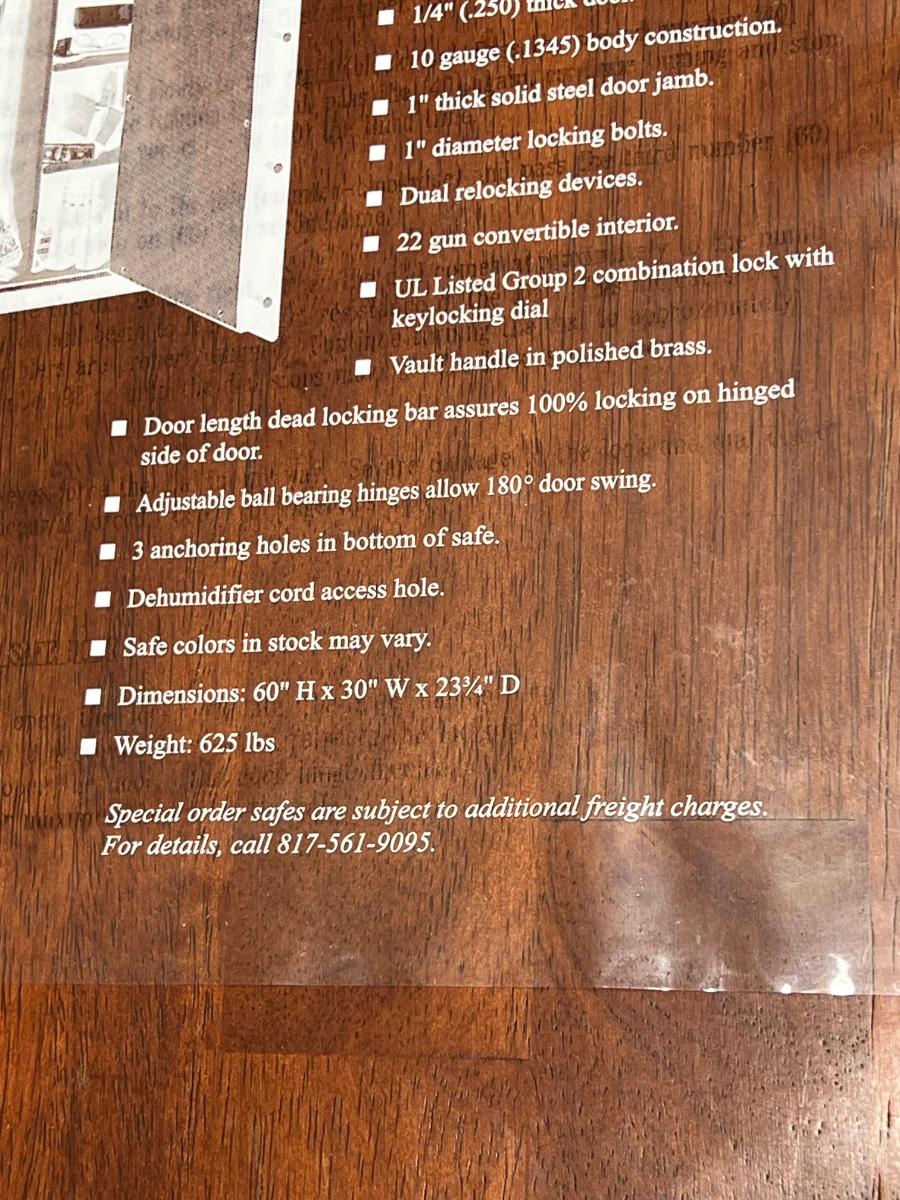 ■ 1/4" (.250) thick door.
■ 10 gauge (.1345) body construction.
■ 1" thick solid steel door jamb.
■ 1" diameter locking bolts.
■ Dual relocking devices.
■ 22 gun convertible interior.
■ UL Listed Group 2 combination lock with
keylocking dial
■ Vault handle in polished brass.
■ Door length dead locking bar assures 100% locking on hinged
side of door.
■ Adjustable ball bearing hinges allow 180° door swing.
■ 3 anchoring holes in bottom of safe.
■ Dehumidifier cord access hole.
■ Safe colors in stock may vary.
■ Dimensions: 60" H x 30" W x 23¾" D
■ Weight: 625 lbs
Special order safes are subject to additional freight charges.
For details, call 817-561-9095.